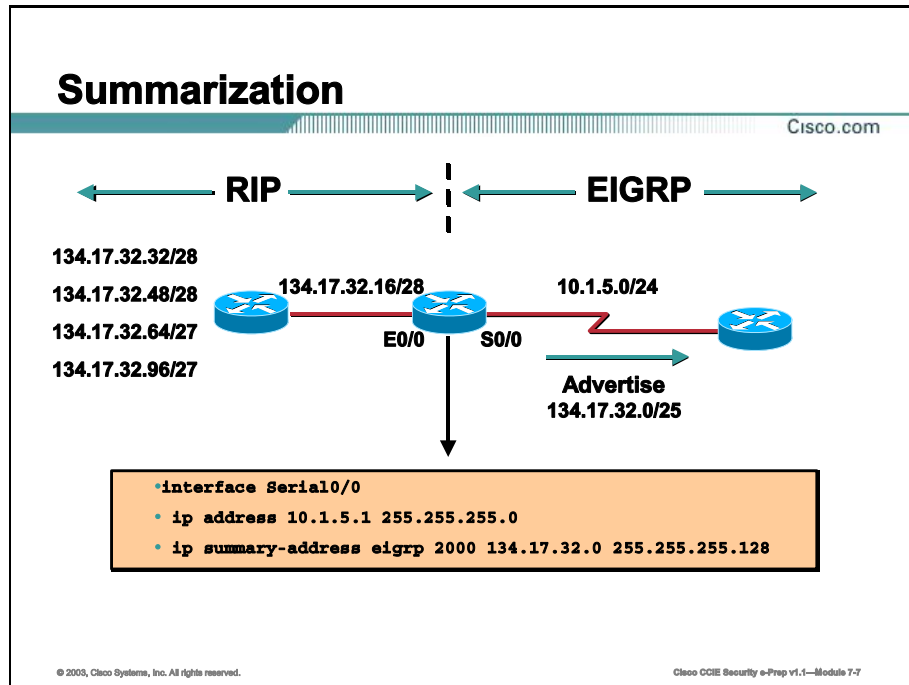 Summarization
Cisco.com
RIP
EIGRP
134.17.32.32/28
134.17.32.48/28
134.17.32.64/27
134.17.32.96/27
134.17.32.16/28
10.1.5.0/24
E0/0
S0/0
Advertise
134.17.32.0/25
•interface Serial0/0
• ip address 10.1.5.1 255.255.255.0
• ip summary-address eigrp 2000 134.17.32.0 255.255.255.128
© 2003, Cisco Systems, Inc. All rights reserved.
Cisco CCIE Security e-Prep v1.1—Module 7-7